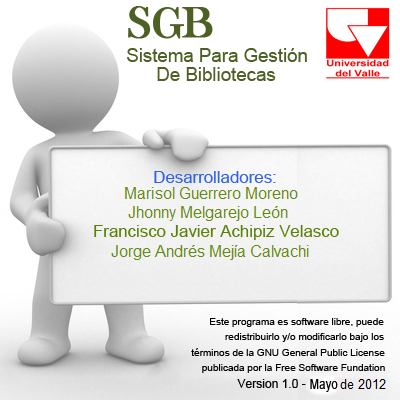 SGB
Sistema Para Gestión
De Bibliotecas
Universidad
del Valle
Desarrolladores:
Marisol Guerrero Moreno
Jhonny Melgarejo León
Francisco Javier Achipiz Velasco
Jorge Andrés Mejía Calvachi
Este programa es software libre, puede
redistribuirlo y/o modificarlo bajo los
términos de la GNU General Public License
publicada por la Free Software Fundation
Version 1.0 - Mayo de 2012